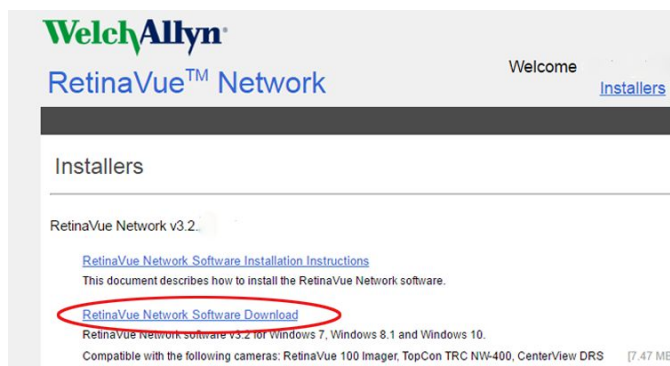 WelchAllyn
RetinaVue™ Network
Welcome
Installers
Installers
RetinaVue Network v3.2.
RetinaVue Network Software Installation Instructions
This document describes how to install the RetinaVue Network software.
RetinaVue Network Software Download
RetinaVue Network software v3.2 for Windows 7, Windows 8.1 and Windows 10.
Compatible with the following cameras: RetinaVue 100 Imager, TopCon TRC NW-400, CenterView DRS [7.47 ME